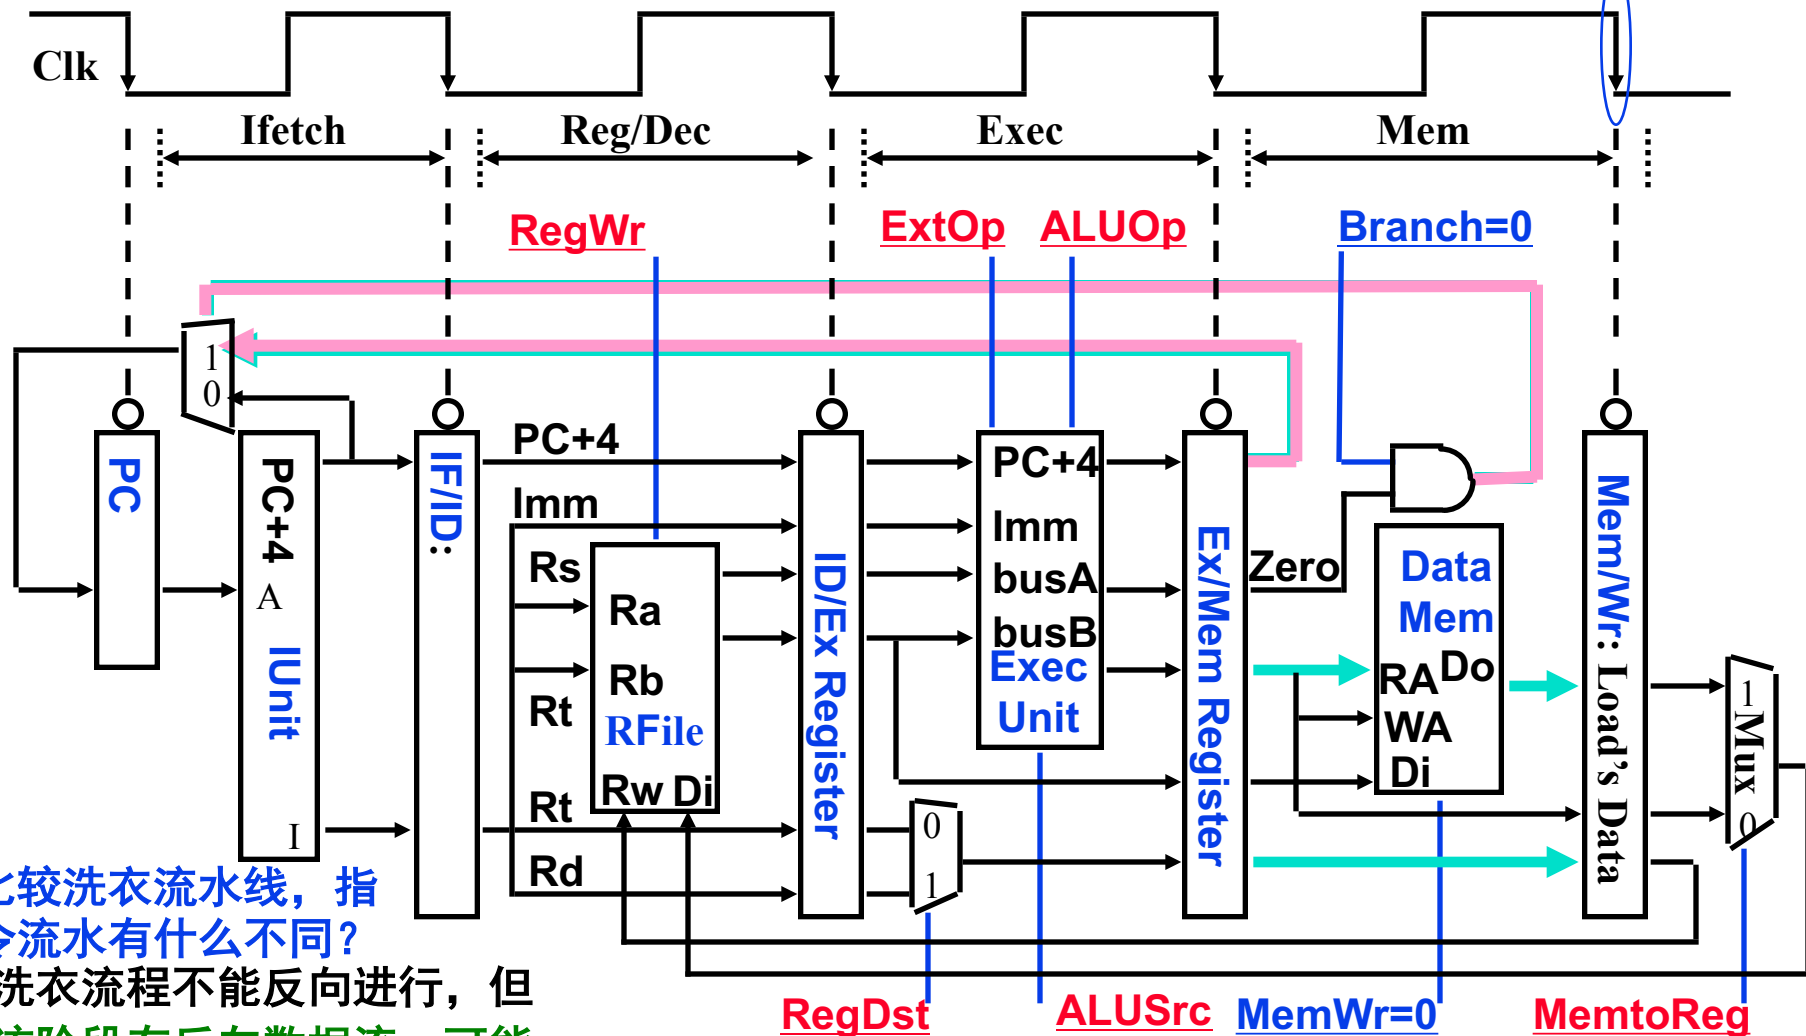 Clk
Ifetch
Reg/Dec
Exec
Mem
RegWr
ExtOp
ALUOp
Branch=0
1
0
PC
PC+4
A
IUnit
I
IF/ID:
PC+4
Imm
Rs
Rt
Rt
Rd
Ra
Rb
RFile
Rw Di
ID/Ex Register
PC+4
Imm
busA
busB
Exec
Unit
0
1
Ex/Mem Register
Zero
Data
Mem
RA Do
WA
Di
Mem/Wr: Load's Data
1
Mux
0
比较洗衣流水线，指
令流水有什么不同？
洗衣流程不能反向进行，但
RegDst
ALUSrc
MemWr=0
MemtoReg